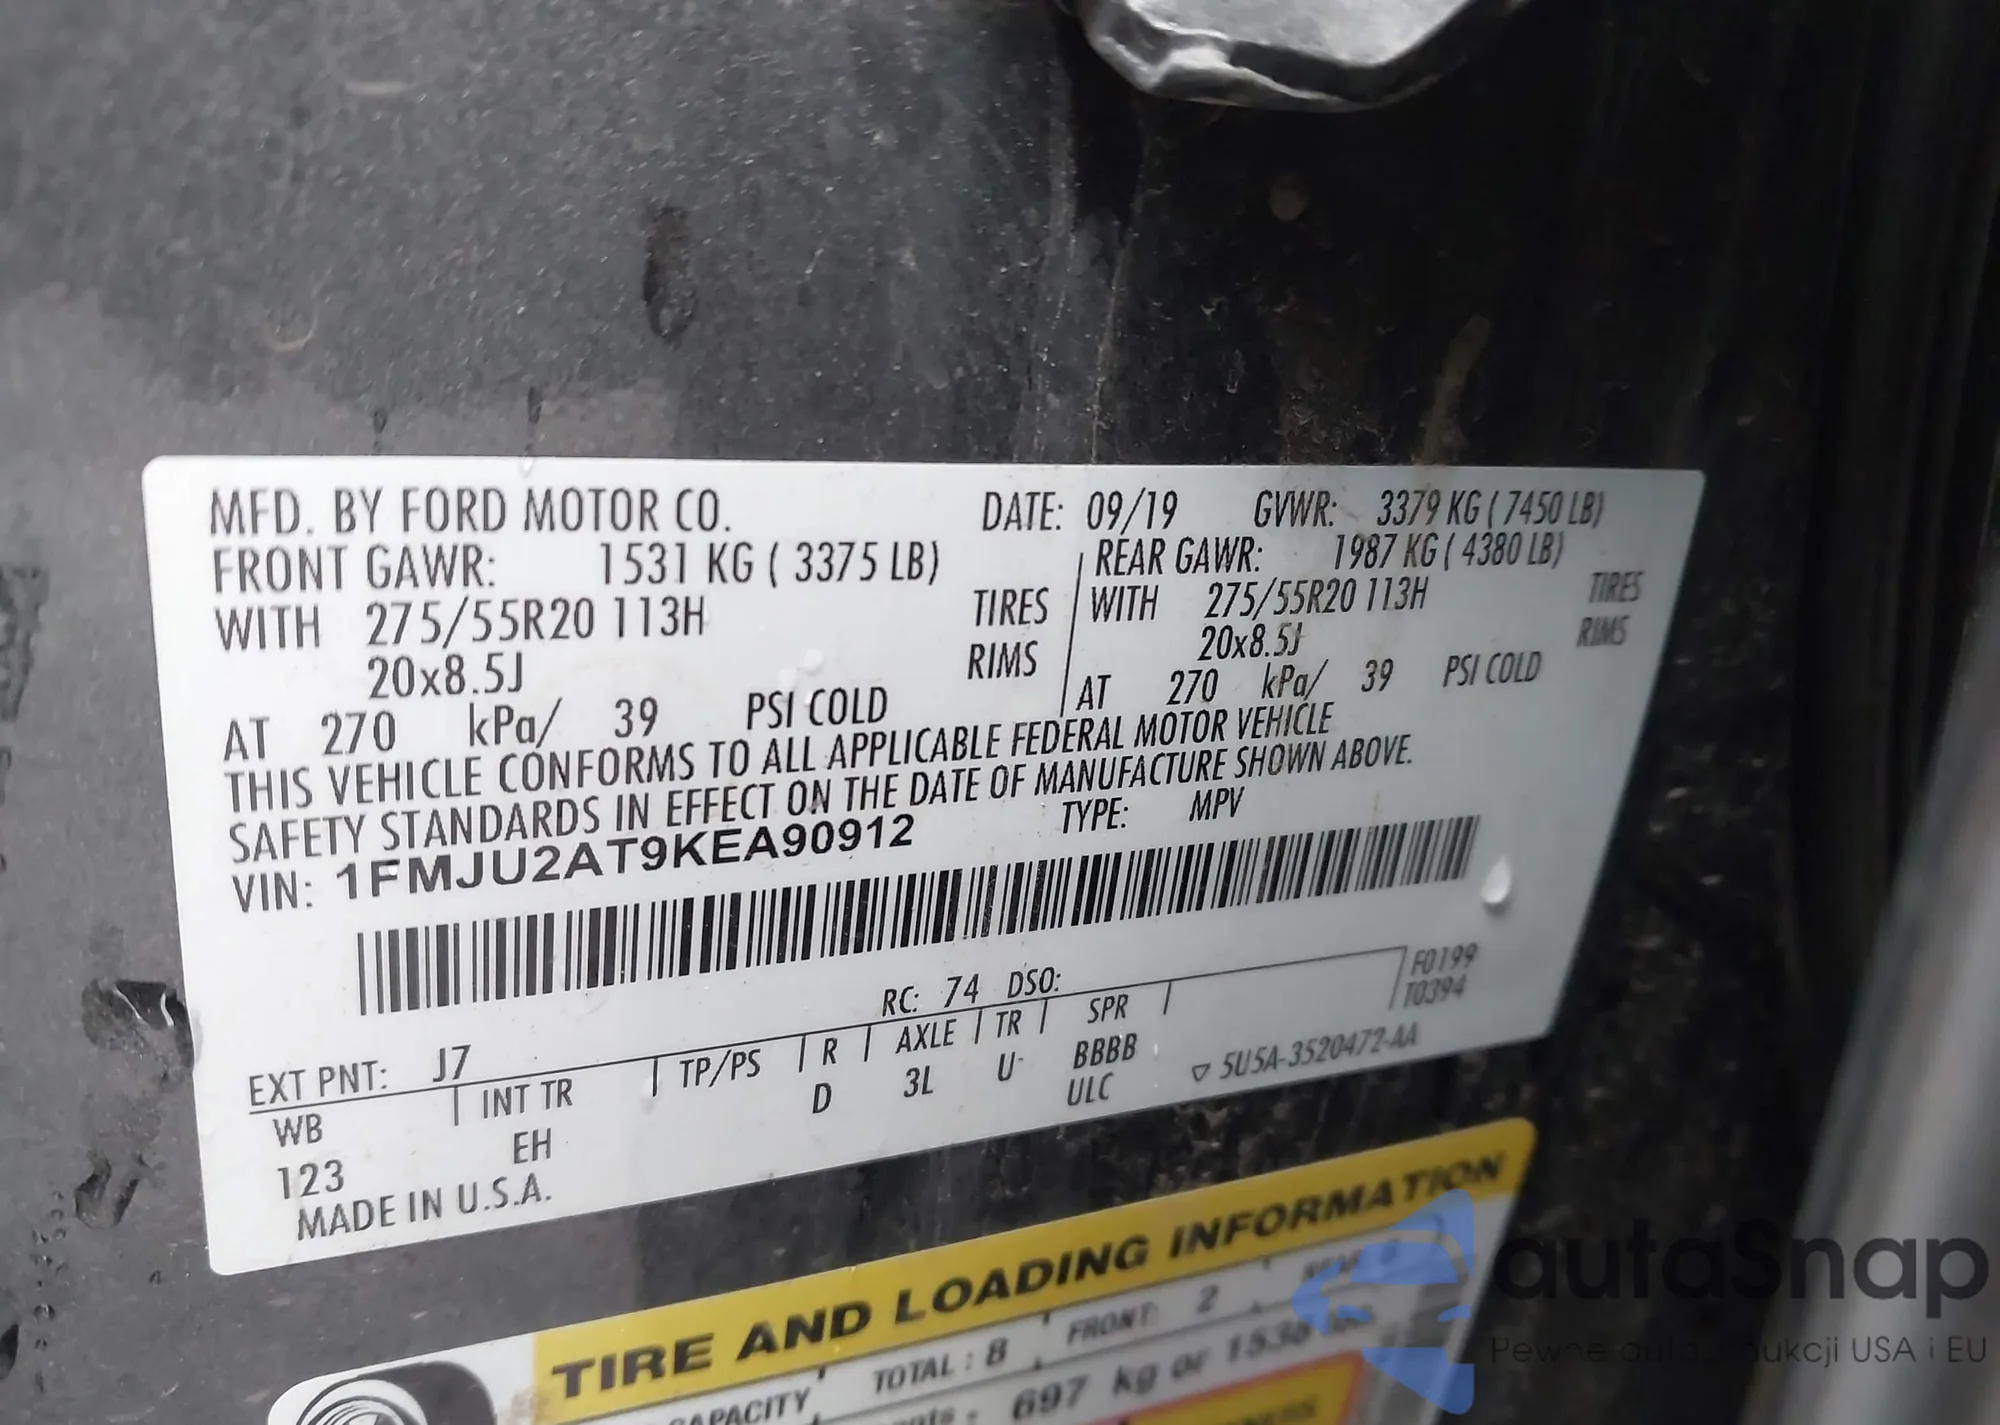 MFD. BY FORD MOTOR CO. DATE: 09/19 GVWR: 3379 KG ( 7450 LB)
FRONT GAWR: 1531 KG ( 3375 LB) REAR GAWR: 1987 KG ( 4380 LB)
WITH 275/55R20 113H TIRES WITH 275/55R20 113H TIRES
20x8.5J RIMS 20x8.5J RIMS
AT 270 kPa/ 39 PSI COLD AT 270 kPa/ 39 PSI COLD
THIS VEHICLE CONFORMS TO ALL APPLICABLE FEDERAL MOTOR VEHICLE
SAFETY STANDARDS IN EFFECT ON THE DATE OF MANUFACTURE SHOWN ABOVE.
VIN: 1FMJU2AT9KEA90912 TYPE: MPV
F0199
T0394
EXT PNT: J7 RC: 74 DSO:
WB INT TR TP/PS R AXLE TR SPR
123 EH D 3L U BBBB
ULC
▽ 5U5A-3520472-AA
MADE IN U.S.A.
TIRE AND LOADING INFORMATION
CAPACITY TOTAL : 8 FRONT: 2
697 kg or
autaSnap
Pewne auta USA i EU